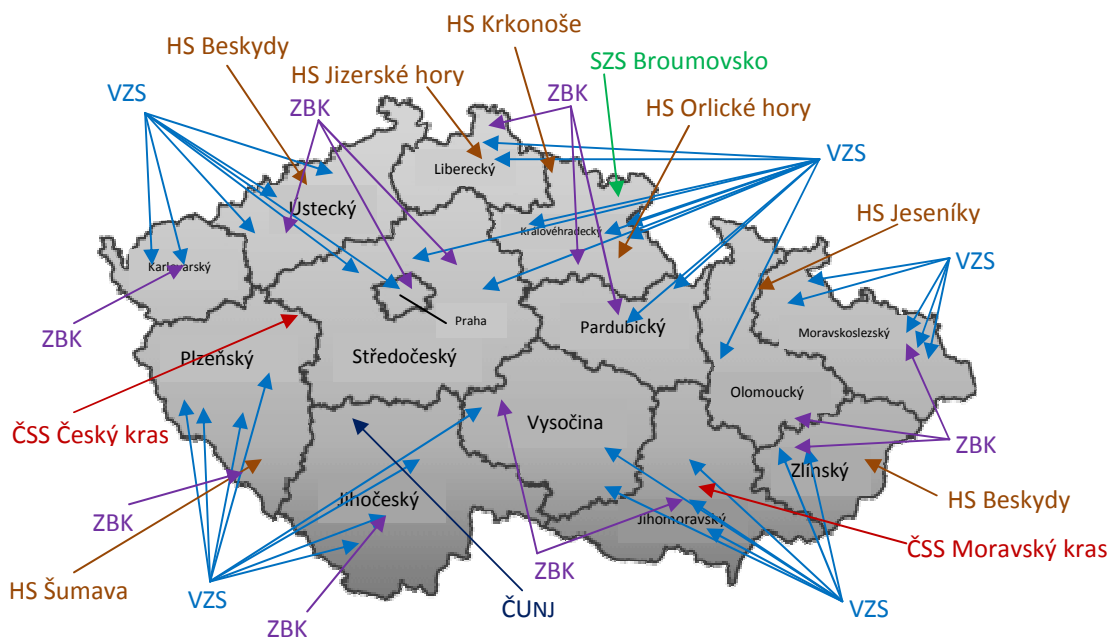 HS Krkonoše
HS Beskydy
SZS Broumovsko
HS Jizerské hory
VZS
ZBK
ZBK
HS Orlické hory
VZS
Liberecký
Ústecký
Královéhradecký
HS Jeseníky
VZS
Karlovarský
ZBK
Praha
Pardubický
Moravskoslezský
Plzeňský
Středočeský
Olomoucký
Vysočina
ČSS Český kras
ZBK
Zlínský
Jihočeský
HS Beskydy
ZBK
Jihomoravský
ČSS Moravský kras
HS Šumava
VZS
ZBK
ČUNJ
VZS
ZBK